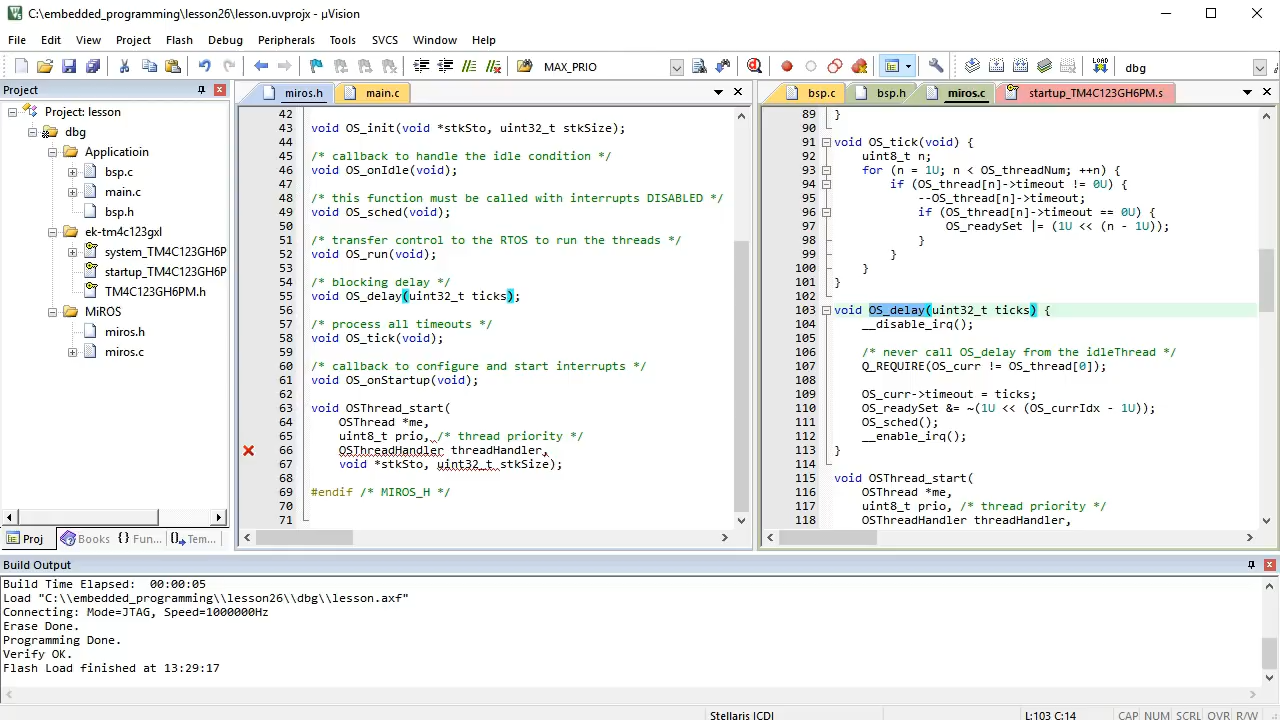 C:\embedded_programming\lesson26\lesson.uvprojx - µVision
File Edit View Project Flash Debug Peripherals Tools SVCS Window Help
MAX_PRIO
LOAD
dbg
Project
miros.h
main.c
bsp.c
bsp.h
miros.c
startup_TM4C123GH6PM.s
Project: lesson
dbg
Applicatioin
bsp.c
main.c
bsp.h
ek-tm4c123gxl
system_TM4C123GH6P
startup_TM4C123GH6P
TM4C123GH6PM.h
MiROS
miros.h
miros.c
Proj
Books
{} Fun...
Tem...
42
43 void OS_init(void *stkSto, uint32_t stkSize);
44
45 /* callback to handle the idle condition */
46 void OS_onIdle(void);
47
48 /* this function must be called with interrupts DISABLED */
49 void OS_sched(void);
50
51 /* transfer control to the RTOS to run the threads */
52 void OS_run(void);
53
54 /* blocking delay */
55 void OS_delay(uint32_t ticks);
56
57 /* process all timeouts */
58 void OS_tick(void);
59
60 /* callback to configure and start interrupts */
61 void OS_onStartup(void);
62
63 void OSThread_start(
64 OSThread *me,
65 uint8_t prio, /* thread priority */
66 OSThreadHandler threadHandler,
67 void *stkSto, uint32_t stkSize);
68
69 #endif /* MIROS_H */
70
71
89 }
90
91 void OS_tick(void) {
92 uint8_t n;
93 for (n = 1U; n < OS_threadNum; ++n) {
94 if (OS_thread[n]->timeout != 0U) {
95 --OS_thread[n]->timeout;
96 if (OS_thread[n]->timeout == 0U) {
97 OS_readySet |= (1U << (n - 1U));
98 }
99 }
100 }
101 }
102
103 void OS_delay(uint32_t ticks) {
104 __disable_irq();
105
106 /* never call OS_delay from the idleThread */
107 Q_REQUIRE(OS_curr != OS_thread[0]);
108
109 OS_curr->timeout = ticks;
110 OS_readySet &= ~(1U << (OS_currIdx - 1U));
111 OS_sched();
112 __enable_irq();
113 }
114
115 void OSThread_start(
116 OSThread *me,
117 uint8_t prio, /* thread priority */
118 OSThreadHandler threadHandler,
Build Output
Build Time Elapsed: 00:00:05
Load "C:\\embedded_programming\\lesson26\\dbg\\lesson.axf"
Connecting: Mode=JTAG, Speed=1000000Hz
Erase Done.
Programming Done.
Verify OK.
Flash Load finished at 13:29:17
Stellaris ICDI
L:103 C:14
CAP NUM SCRL OVR R/W